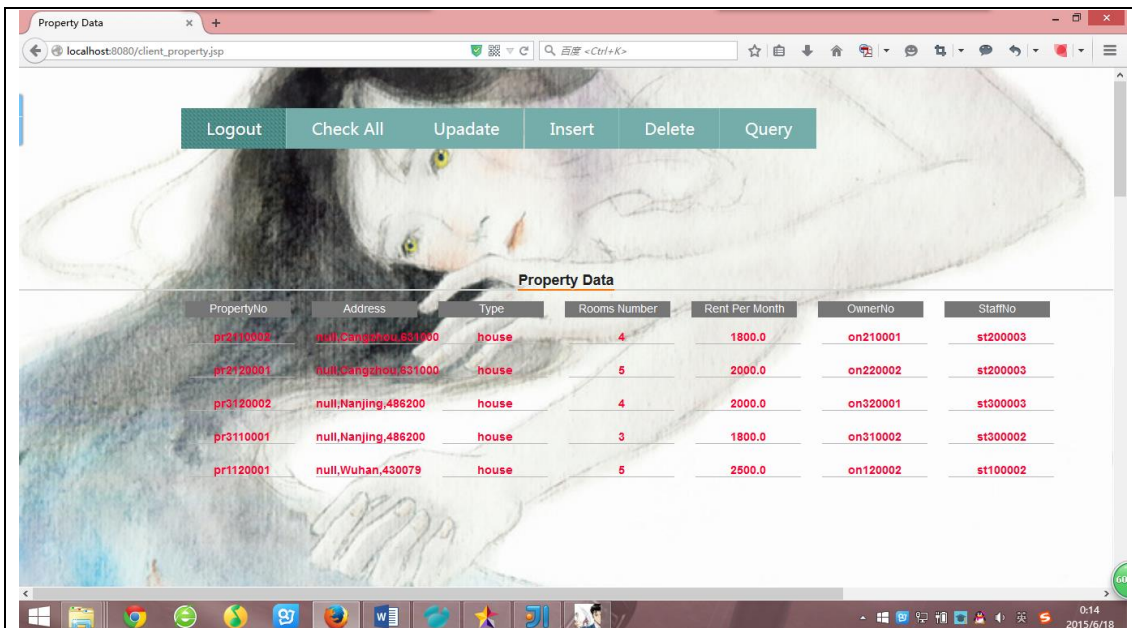 Property Data × +
localhost:8080/client_property.jsp 百度 <Ctrl+K>
Logout Check All Upadate Insert Delete Query
Property Data
PropertyNo Address Type Rooms Number Rent Per Month OwnerNo StaffNo
pr2110002 null,Cangzhou,631000 house 4 1800.0 on210001 st200003
pr2120001 null,Cangzhou,631000 house 5 2000.0 on220002 st200003
pr3120002 null,Nanjing,486200 house 4 2000.0 on320001 st300003
pr3110001 null,Nanjing,486200 house 3 1800.0 on310002 st300002
pr1120001 null,Wuhan,430079 house 5 2500.0 on120002 st100002
60
英 0:14
2015/6/18